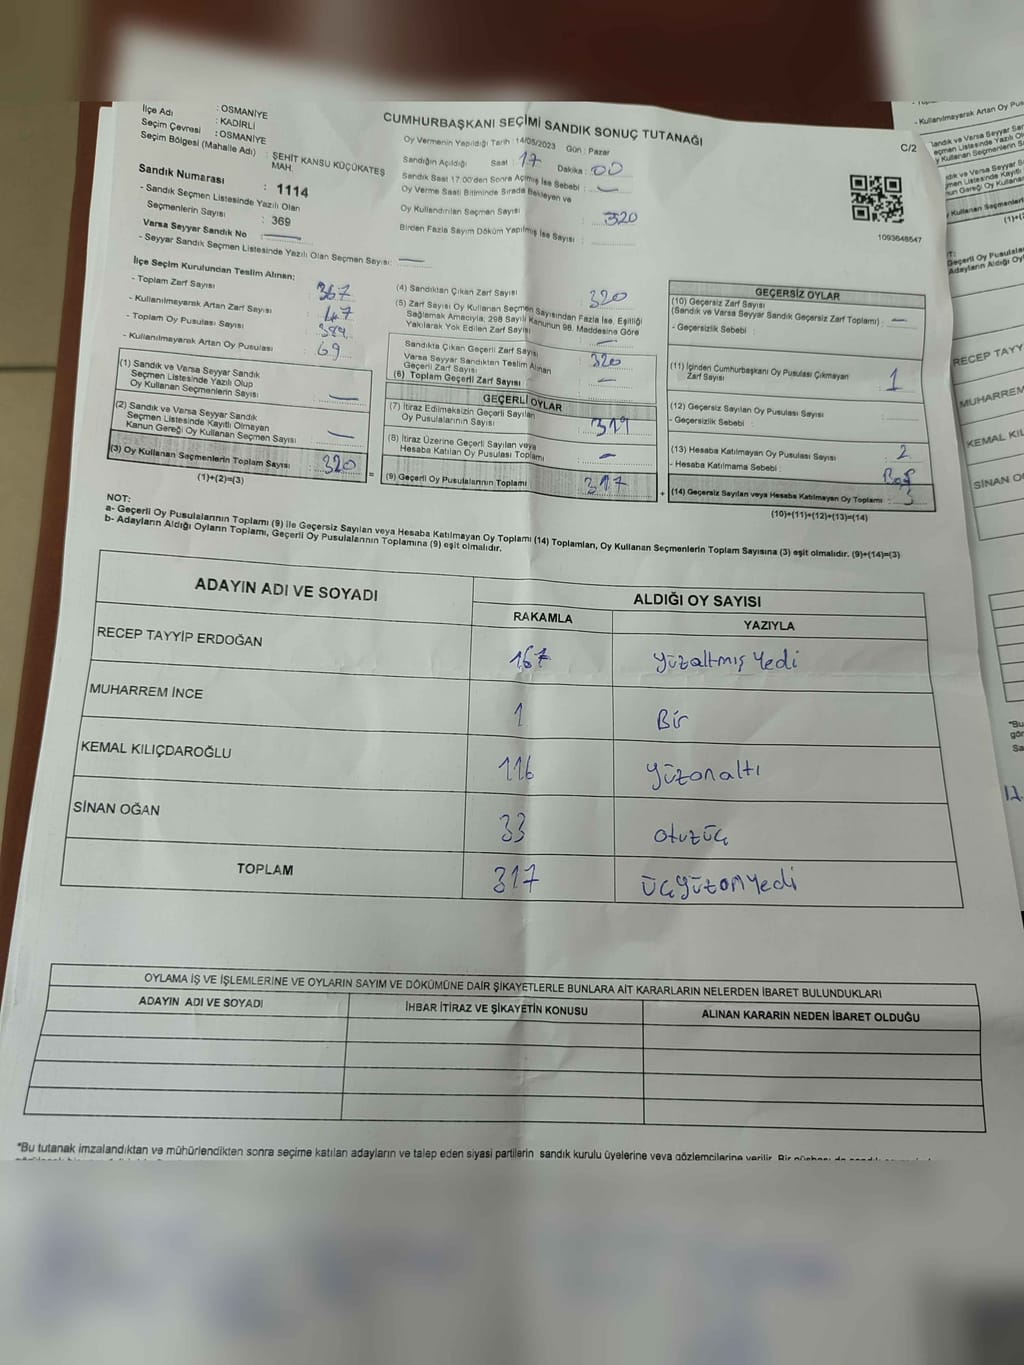 İlçe Adı : OSMANİYE
Seçim Çevresi : KADİRLİ
Seçim Bölgesi (Mahalle Adı) : OSMANİYE
: ŞEHİT KANSU KÜÇÜKATEŞ MAH.
Sandık Numarası : 1114
- Sandık Seçmen Listesinde Yazılı Olan
Seçmenlerin Sayısı : 369
Varsa Seyyar Sandık No —
- Seyyar Sandık Seçmen Listesinde Yazılı Olan Seçmen Sayısı: —
CUMHURBAŞKANI SEÇİMİ SANDIK SONUÇ TUTANAĞI
C/2
Oy Vermenin Yapıldığı Tarih : 14/05/2023 Gün : Pazar
Sandığın Açıldığı Saat : 17 Dakika : 00
Sandık Saat 17.00'den Sonra Açılmış İse Sebebi : —
Oy Verme Saati Bitiminde Sırada Bekleyen ve
Oy Kullandırılan Seçmen Sayısı : 320
Birden Fazla Sayım Döküm Yapılmış İse Sayısı :
1093648547
İlçe Seçim Kurulundan Teslim Alınan;
- Toplam Zarf Sayısı : 367
- Kullanılmayarak Artan Zarf Sayısı : 47
- Toplam Oy Pusulası Sayısı : 389
- Kullanılmayarak Artan Oy Pusulası : 69
(1) Sandık ve Varsa Seyyar Sandık
Seçmen Listesinde Yazılı Olup
Oy Kullanan Seçmenlerin Sayısı : —
(2) Sandık ve Varsa Seyyar Sandık
Seçmen Listesinde Kayıtlı Olmayan
Kanun Gereği Oy Kullanan Seçmen Sayısı : —
(3) Oy Kullanan Seçmenlerin Toplam Sayısı : 320
(1)+(2)=(3)
(4) Sandıktan Çıkan Zarf Sayısı : 320
(5) Zarf Sayısı Oy Kullanan Seçmen Sayısından Fazla İse, Eşitliği
Sağlamak Amacıyla; 298 Sayılı Kanunun 98. Maddesine Göre
Yakılarak Yok Edilen Zarf Sayısı : —
Sandıkta Çıkan Geçerli Zarf Sayısı : 320
Varsa Seyyar Sandıktan Teslim Alınan
Geçerli Zarf Sayısı : —
(6) Toplam Geçerli Zarf Sayısı :
GEÇERLİ OYLAR
(7) İtiraz Edilmeksizin Geçerli Sayılan
Oy Pusulalarının Sayısı : 317
(8) İtiraz Üzerine Geçerli Sayılan veya
Hesaba Katılan Oy Pusulası Toplamı : —
(9) Geçerli Oy Pusulalarının Toplamı : 317
GEÇERSİZ OYLAR
(10) Geçersiz Zarf Sayısı
(Sandık ve Varsa Seyyar Sandık Geçersiz Zarf Toplamı) : —
- Geçersizlik Sebebi :
(11) İçinden Cumhurbaşkanı Oy Pusulası Çıkmayan
Zarf Sayısı : 1
(12) Geçersiz Sayılan Oy Pusulası Sayısı :
- Geçersizlik Sebebi :
(13) Hesaba Katılmayan Oy Pusulası Sayısı : 2
- Hesaba Katılmama Sebebi : Boş
(14) Geçersiz Sayılan veya Hesaba Katılmayan Oy Toplamı : 3
(10)+(11)+(12)+(13)=(14)
NOT:
a- Geçerli Oy Pusulalarının Toplamı (9) ile Geçersiz Sayılan veya Hesaba Katılmayan Oy Toplamı (14) Toplamları, Oy Kullanan Seçmenlerin Toplam Sayısına (3) eşit olmalıdır. (9)+(14)=(3)
b- Adayların Aldığı Oyların Toplamı, Geçerli Oy Pusulalarının Toplamına (9) eşit olmalıdır.
ADAYIN ADI VE SOYADI ALDIĞI OY SAYISI
RAKAMLA YAZIYLA
RECEP TAYYİP ERDOĞAN 167 yüzaltmış yedi
MUHARREM İNCE 1 Bir
KEMAL KILIÇDAROĞLU 116 yüzonaltı
SİNAN OĞAN 33 otuzüç
TOPLAM 317 üçyüzonyedi
OYLAMA İŞ VE İŞLEMLERİNE VE OYLARIN SAYIM VE DÖKÜMÜNE DAİR ŞİKAYETLERLE BUNLARA AİT KARARLARIN NELERDEN İBARET BULUNDUKLARI
ADAYIN ADI VE SOYADI İHBAR İTİRAZ VE ŞİKAYETİN KONUSU ALINAN KARARIN NEDEN İBARET OLDUĞU
*Bu tutanak imzalandıktan ve mühürlendikten sonra seçime katılan adayların ve talep eden siyasi partilerin sandık kurulu üyelerine veya gözlemcilerine verilir.